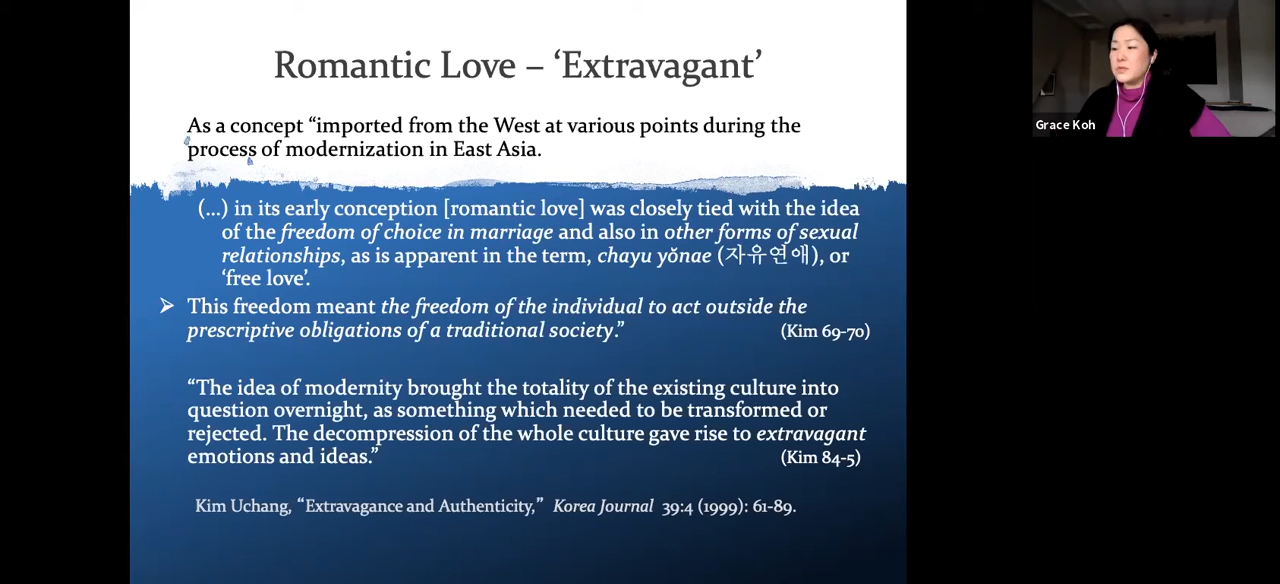 Romantic Love – ‘Extravagant’
As a concept “imported from the West at various points during the
process of modernization in East Asia.
(...) in its early conception [romantic love] was closely tied with the idea
of the freedom of choice in marriage and also in other forms of sexual
relationships, as is apparent in the term, chayu yŏnae (자유연애), or
‘free love’.
➢ This freedom meant the freedom of the individual to act outside the
prescriptive obligations of a traditional society.” (Kim 69-70)
“The idea of modernity brought the totality of the existing culture into
question overnight, as something which needed to be transformed or
rejected. The decompression of the whole culture gave rise to extravagant
emotions and ideas.” (Kim 84-5)
Kim Uchang, “Extravagance and Authenticity,” Korea Journal 39:4 (1999): 61-89.
Grace Koh